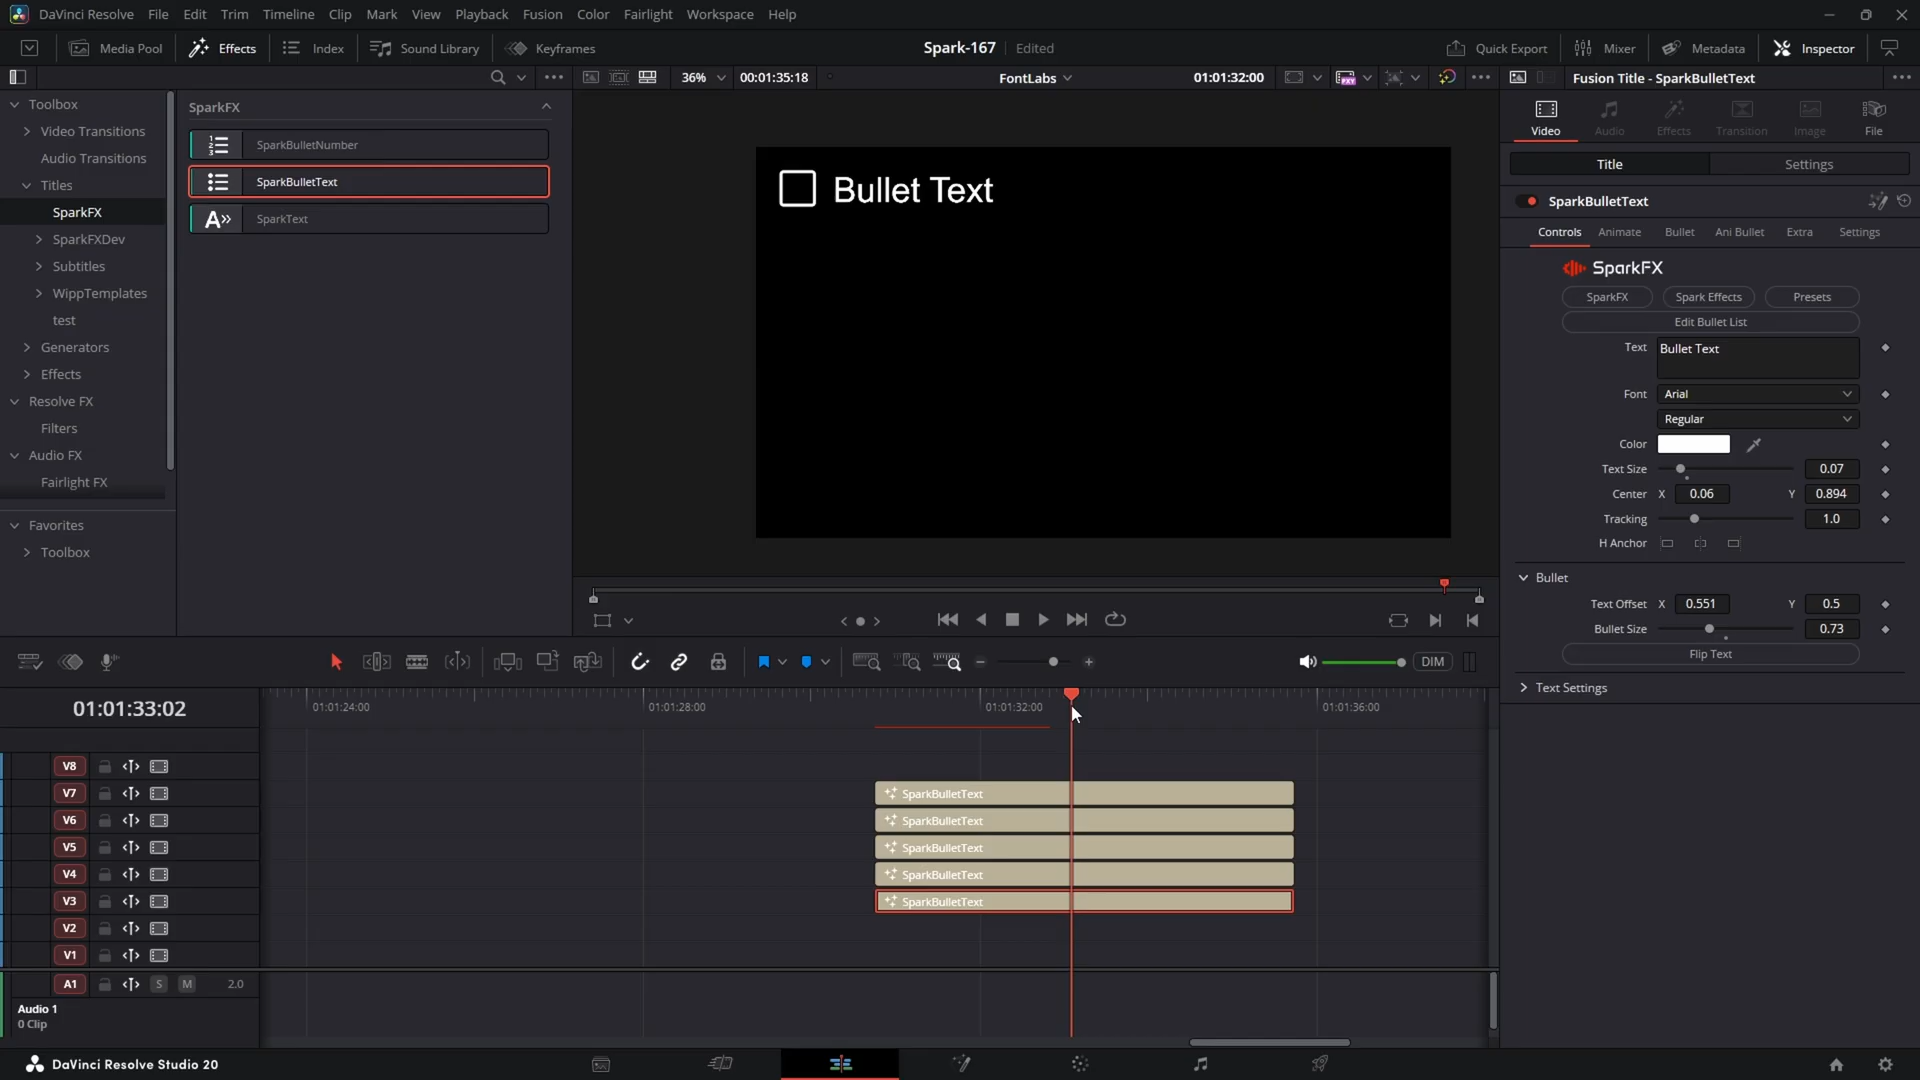 DaVinci Resolve File Edit Trim Timeline Clip Mark View Playback Fusion Color Fairlight Workspace Help
Media Pool Effects Index Sound Library Keyframes Spark-167 Edited Quick Export Mixer Metadata Inspector
36% 00:01:35:18 FontLabs 01:01:32:00 PXY Fusion Title - SparkBulletText
Toolbox
Video Transitions
Audio Transitions
Titles
SparkFX
SparkFXDev
Subtitles
WippTemplates
test
Generators
Effects
Resolve FX
Filters
Audio FX
Fairlight FX
Favorites
Toolbox
SparkFX
SparkBulletNumber
SparkBulletText
A» SparkText
Bullet Text
Video Audio Effects Transition Image File
Title Settings
SparkBulletText
Controls Animate Bullet Ani Bullet Extra Settings
SparkFX
SparkFX Spark Effects Presets
Edit Bullet List
Text Bullet Text
Font Arial
Regular
Color
Text Size 0.07
Center X 0.06 Y 0.894
Tracking 1.0
H Anchor
Bullet
Text Offset X 0.551 Y 0.5
Bullet Size 0.73
Flip Text
Text Settings
DIM
01:01:33:02 01:01:24:00 01:01:28:00 01:01:32:00 01:01:36:00
V8
V7 SparkBulletText
V6 SparkBulletText
V5 SparkBulletText
V4 SparkBulletText
V3 SparkBulletText
V2
V1
A1 S M 2.0
Audio 1
0 Clip
DaVinci Resolve Studio 20